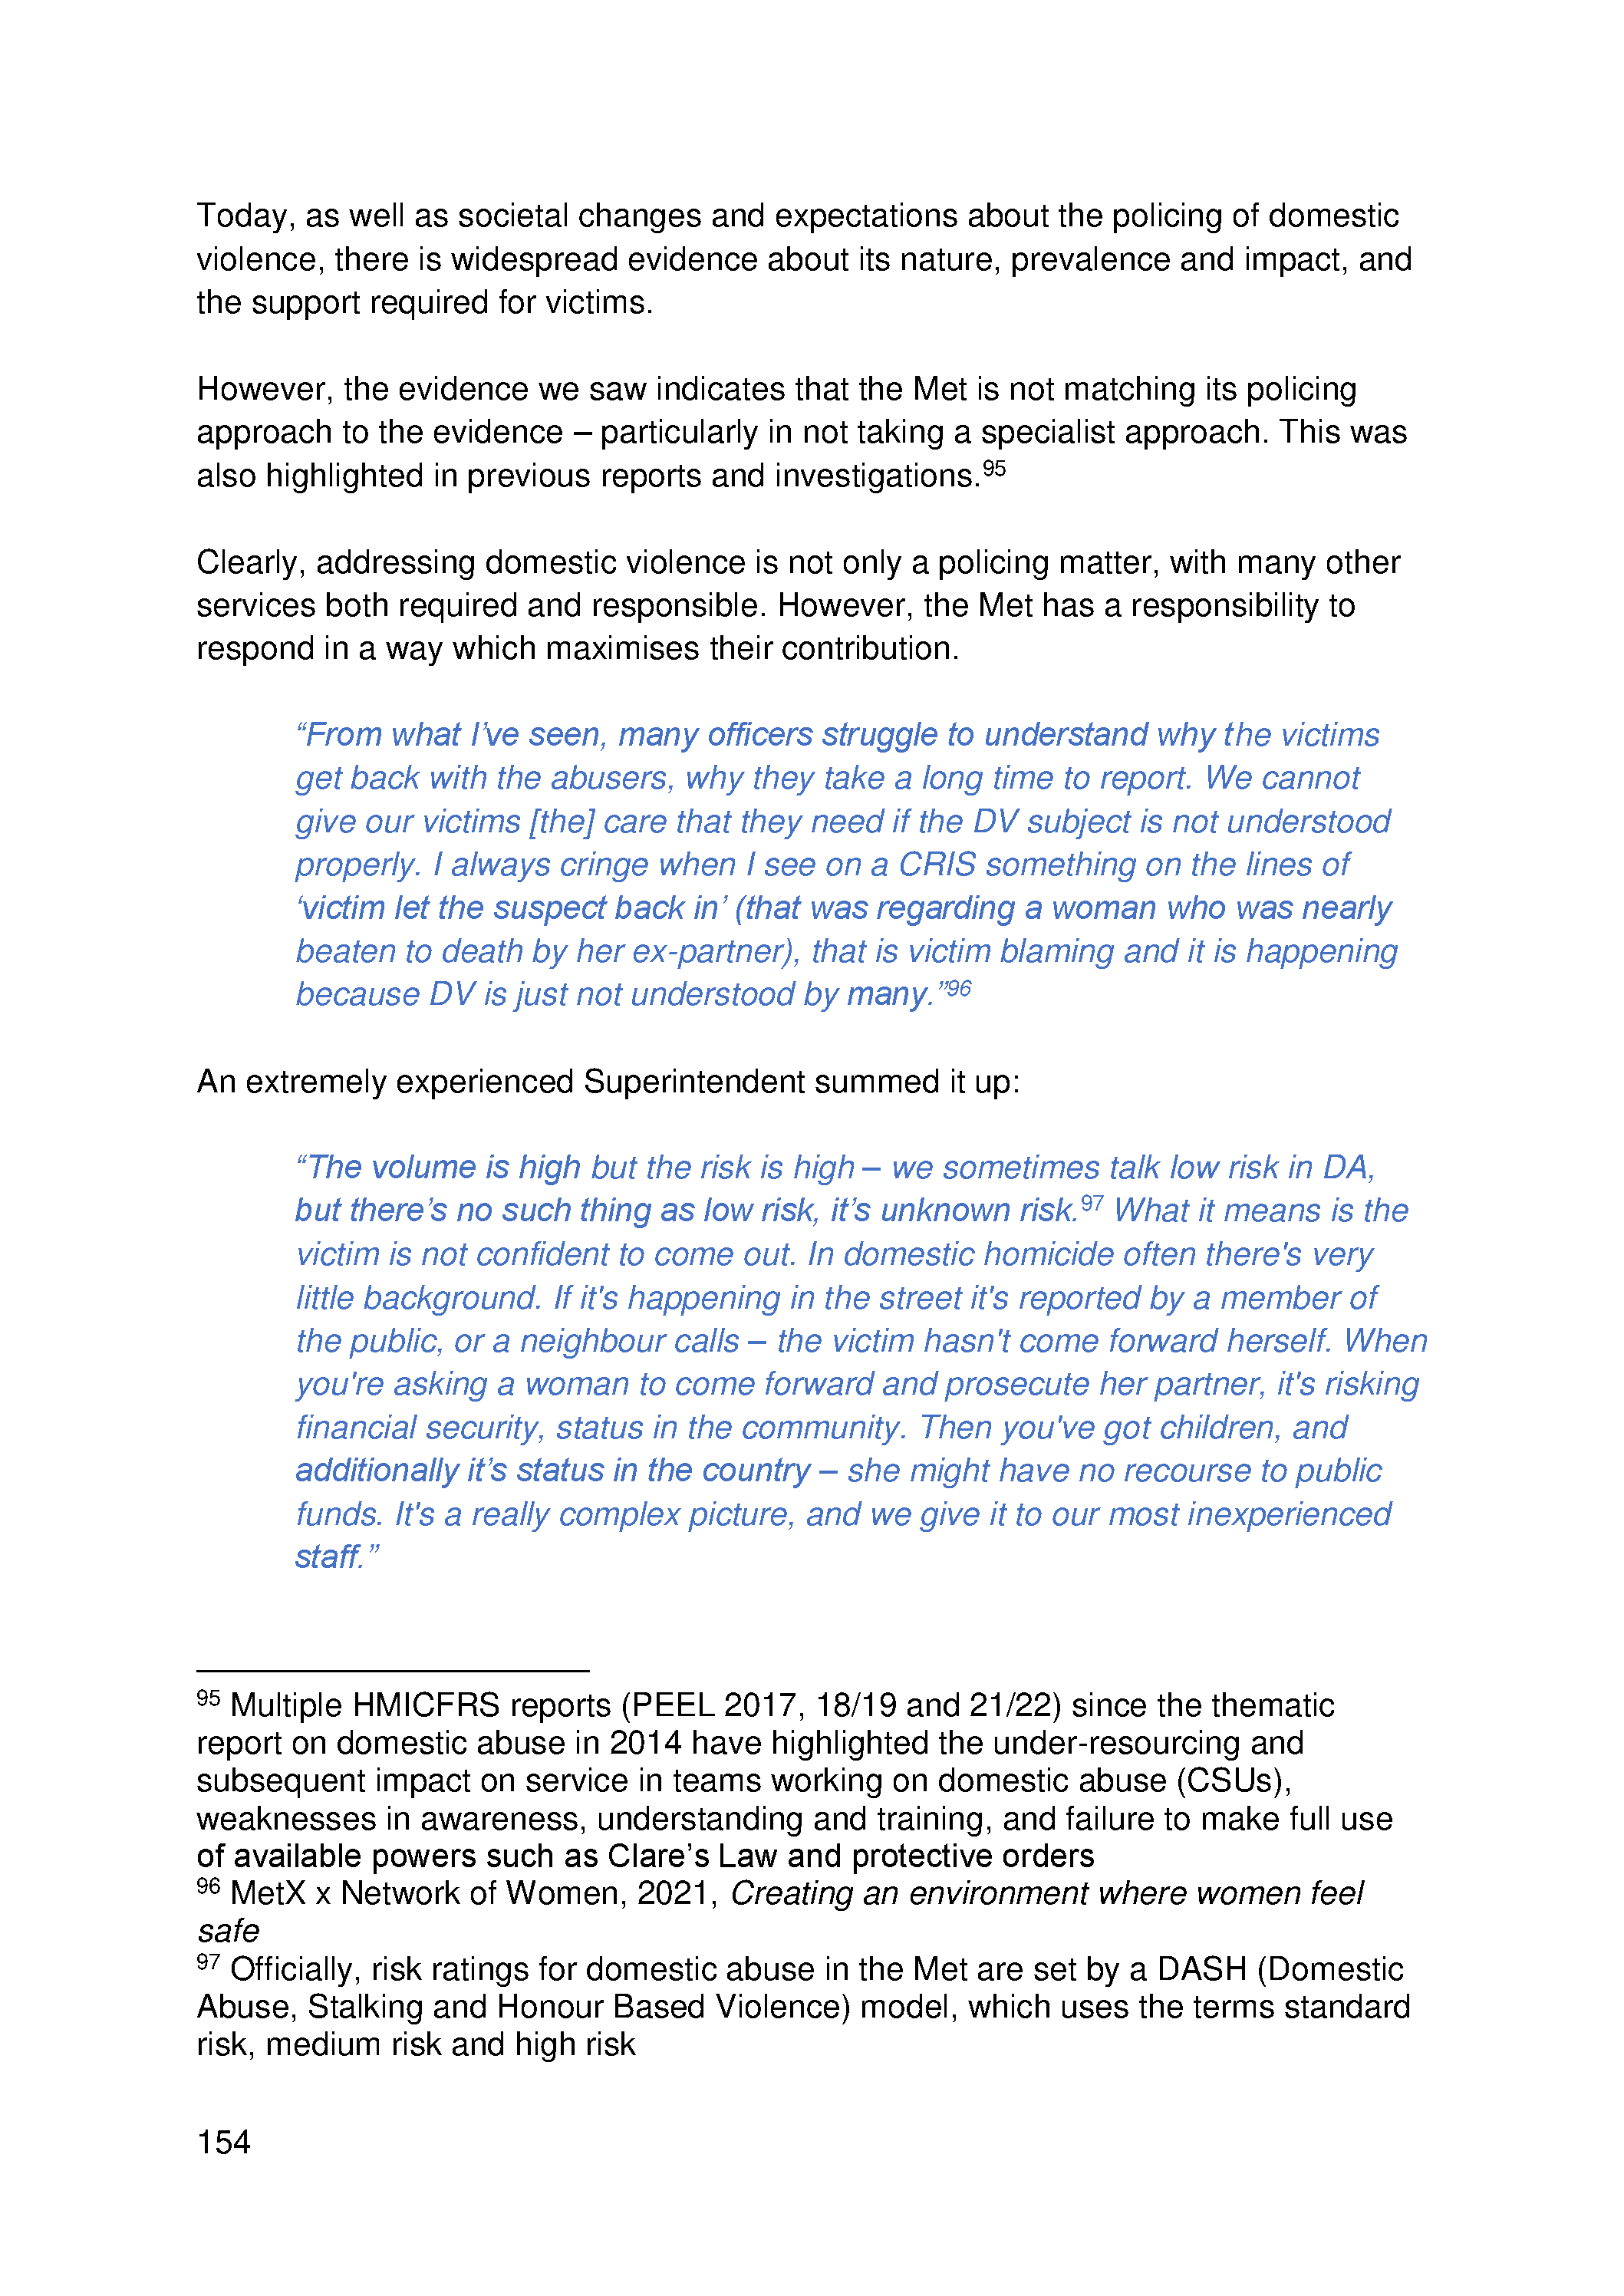 Today, as well as societal changes and expectations about the policing of domestic
violence, there is widespread evidence about its nature, prevalence and impact, and
the support required for victims.
However, the evidence we saw indicates that the Met is not matching its policing
approach to the evidence – particularly in not taking a specialist approach. This was
also highlighted in previous reports and investigations.95
Clearly, addressing domestic violence is not only a policing matter, with many other
services both required and responsible. However, the Met has a responsibility to
respond in a way which maximises their contribution.
“From what I’ve seen, many officers struggle to understand why the victims
get back with the abusers, why they take a long time to report. We cannot
give our victims [the] care that they need if the DV subject is not understood
properly. I always cringe when I see on a CRIS something on the lines of
‘victim let the suspect back in’ (that was regarding a woman who was nearly
beaten to death by her ex-partner), that is victim blaming and it is happening
because DV is just not understood by many.”96
An extremely experienced Superintendent summed it up:
“The volume is high but the risk is high – we sometimes talk low risk in DA,
but there’s no such thing as low risk, it’s unknown risk.97 What it means is the
victim is not confident to come out. In domestic homicide often there's very
little background. If it's happening in the street it's reported by a member of
the public, or a neighbour calls – the victim hasn't come forward herself. When
you're asking a woman to come forward and prosecute her partner, it's risking
financial security, status in the community. Then you've got children, and
additionally it’s status in the country – she might have no recourse to public
funds. It's a really complex picture, and we give it to our most inexperienced
staff.”
95 Multiple HMICFRS reports (PEEL 2017, 18/19 and 21/22) since the thematic
report on domestic abuse in 2014 have highlighted the under-resourcing and
subsequent impact on service in teams working on domestic abuse (CSUs),
weaknesses in awareness, understanding and training, and failure to make full use
of available powers such as Clare’s Law and protective orders
96 MetX x Network of Women, 2021, Creating an environment where women feel
safe
97 Officially, risk ratings for domestic abuse in the Met are set by a DASH (Domestic
Abuse, Stalking and Honour Based Violence) model, which uses the terms standard
risk, medium risk and high risk
154